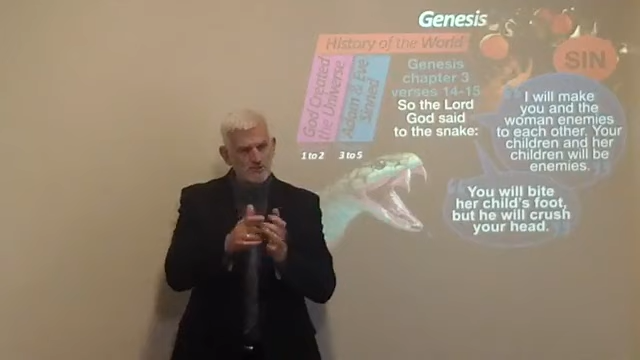 Genesis
History of the World
God Created
the Universe
Adam & Eve
Sinned
1 to 2
3 to 5
Genesis
chapter 3
verses 14-15
So the Lord
God said
to the snake:
SIN
I will make
you and the
woman enemies
to each other. Your
children and her
children will be
enemies.
You will bite
her child's foot,
but he will crush
your head.